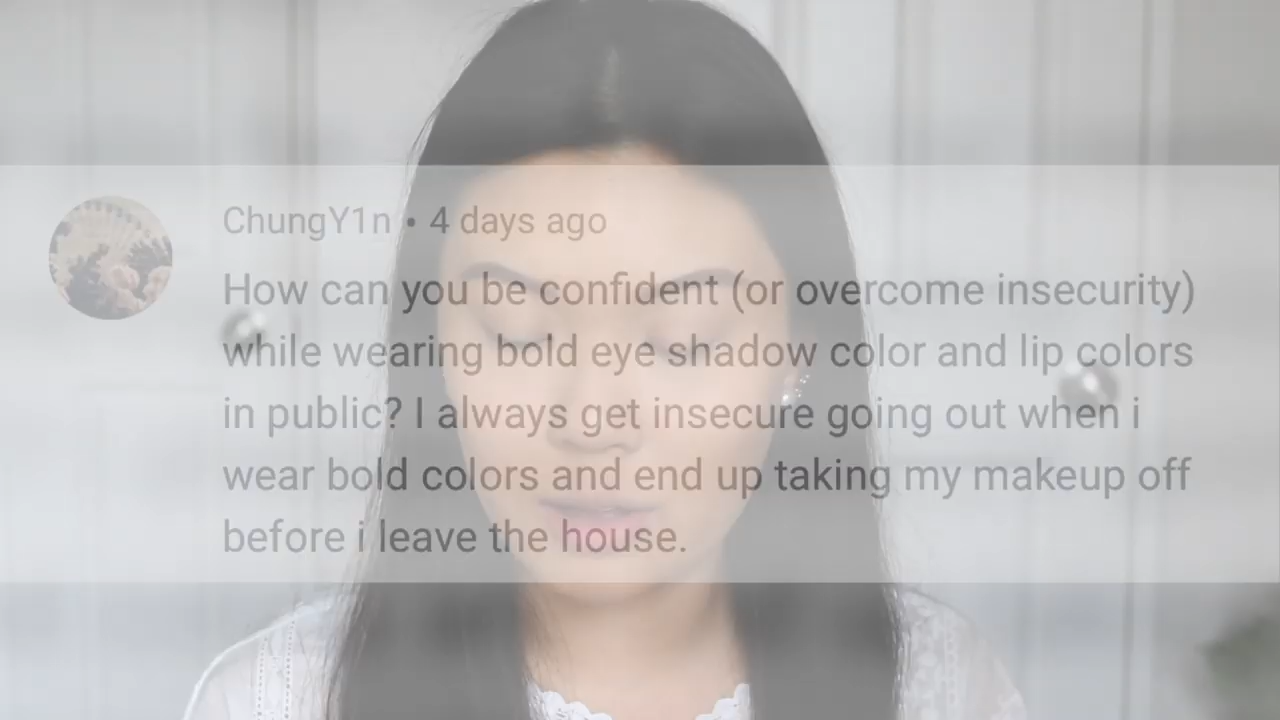 ChungY1n • 4 days ago
How can you be confident (or overcome insecurity)
while wearing bold eye shadow color and lip colors
in public? I always get insecure going out when i
wear bold colors and end up taking my makeup off
before i leave the house.